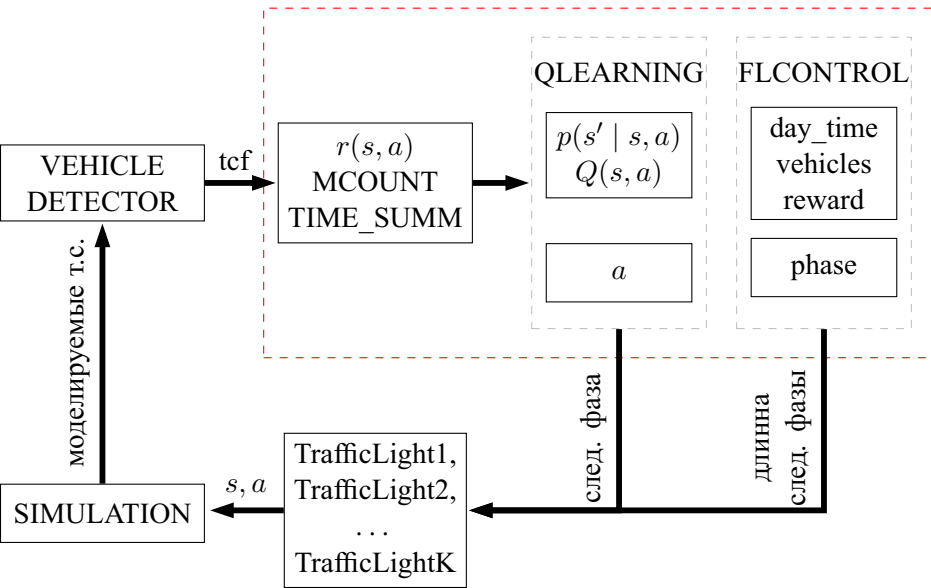 QLEARNING
FLCONTROL
r(s, a)
MCOUNT
TIME_SUMM
p(s′ | s, a)
Q(s, a)
day_time
vehicles
reward
VEHICLE
DETECTOR
tcf
a
phase
моделируемые т.с.
след. фаза
длинна
след. фазы
TrafficLight1,
TrafficLight2,
. . .
TrafficLightK
s, a
SIMULATION